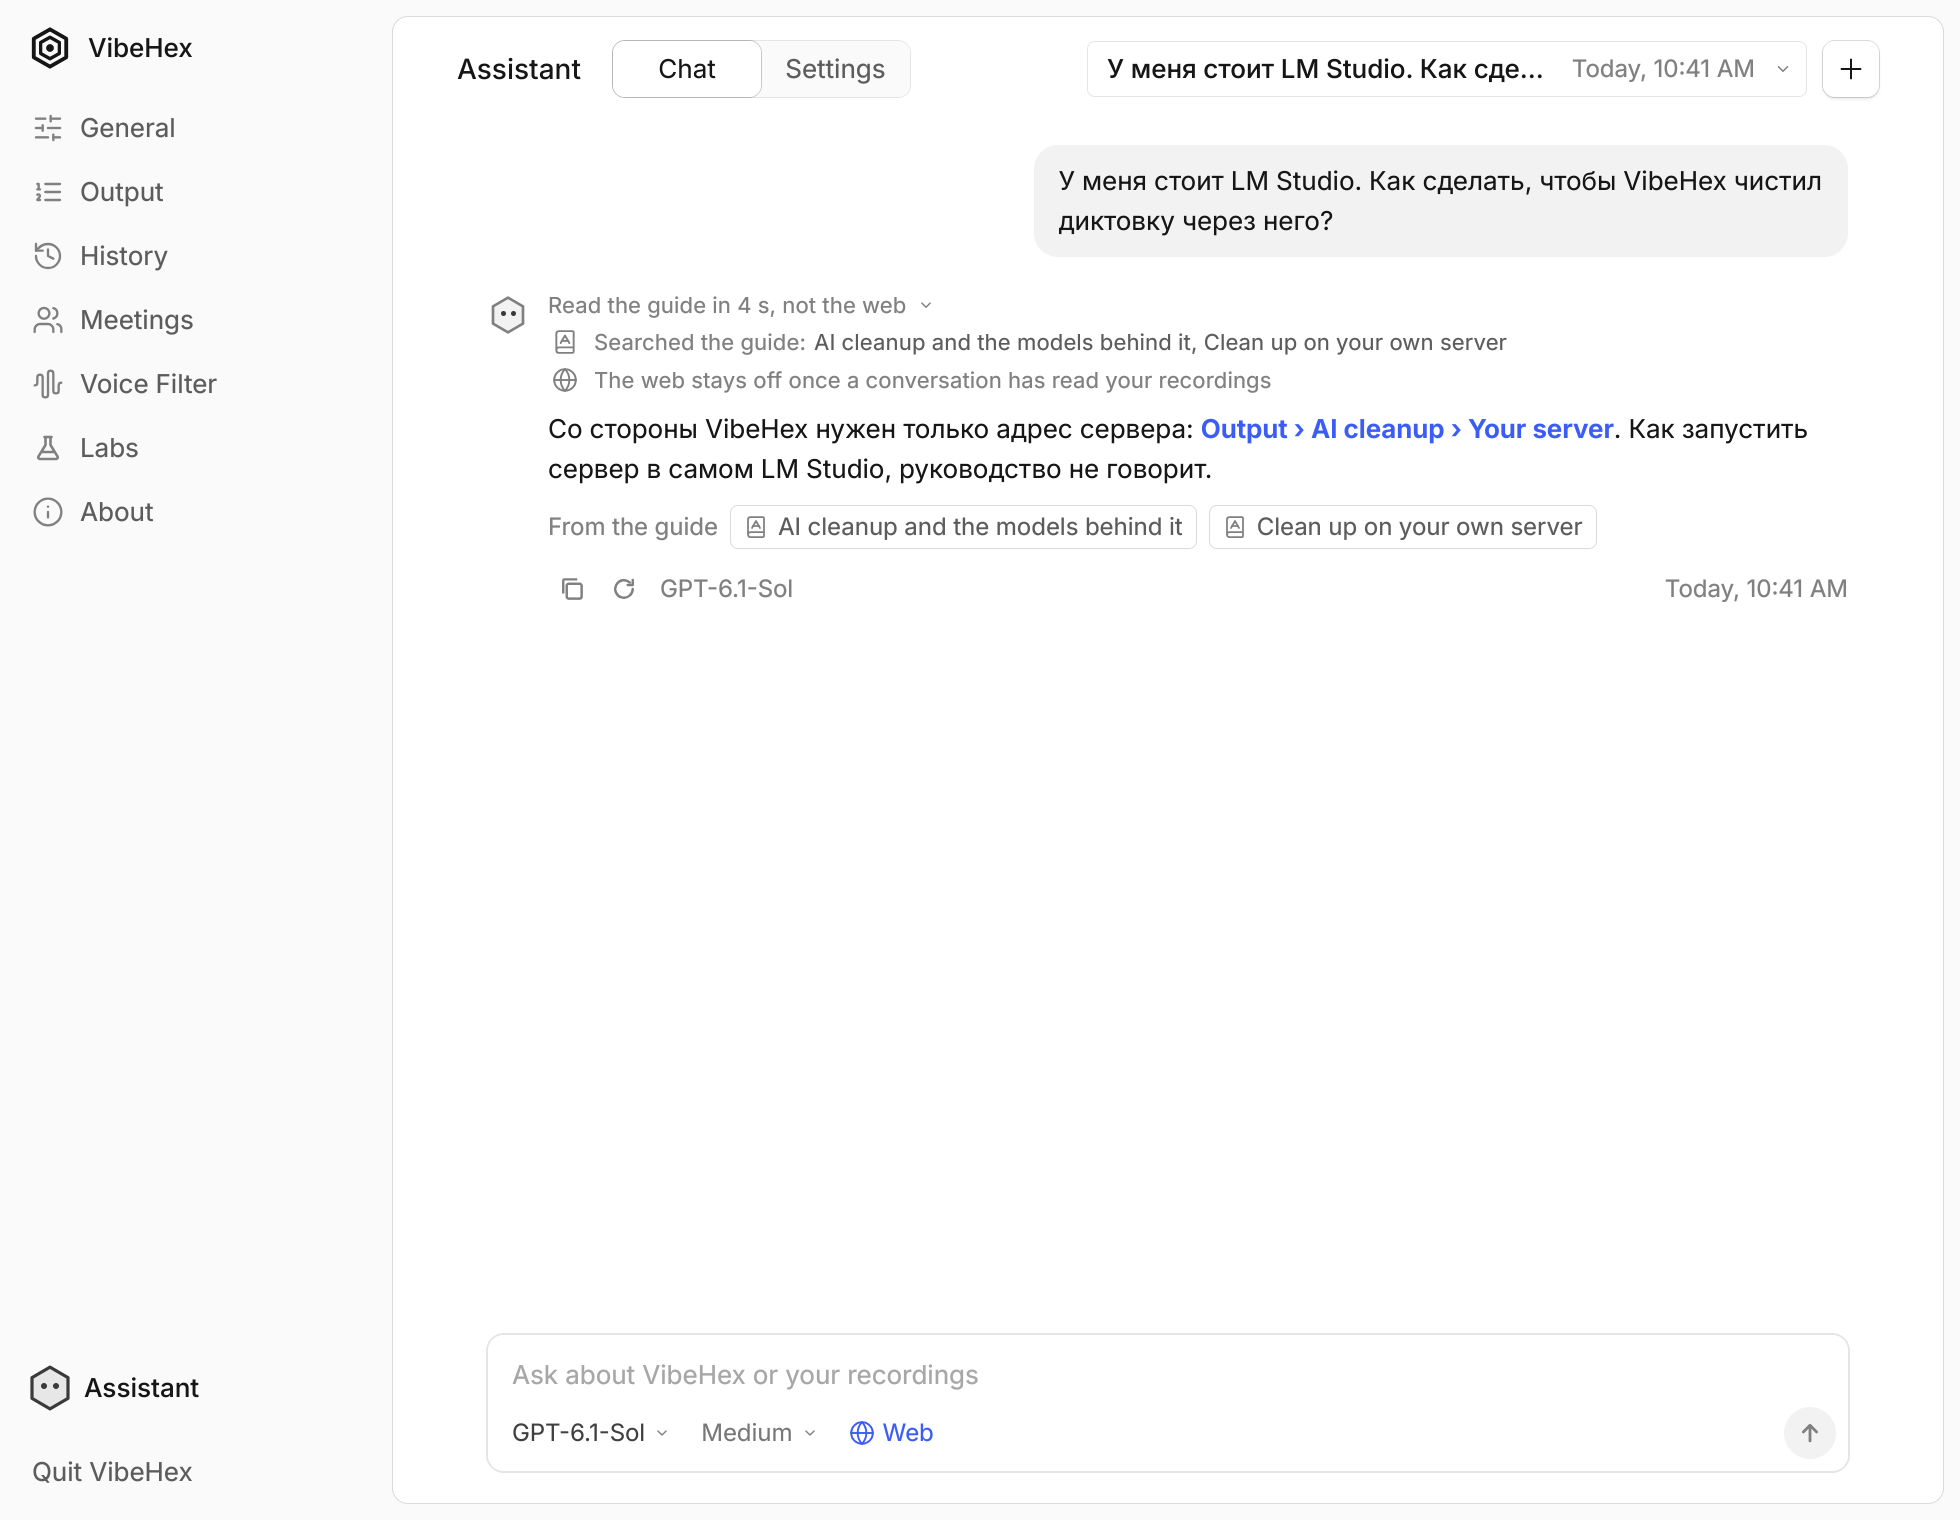 VibeHex
General
Output
History
Meetings
Voice Filter
Labs
About
Assistant
Quit VibeHex
Assistant
Chat
Settings
У меня стоит LM Studio. Как сде... Today, 10:41 AM
У меня стоит LM Studio. Как сделать, чтобы VibeHex чистил
диктовку через него?
Read the guide in 4 s, not the web
Searched the guide: AI cleanup and the models behind it, Clean up on your own server
The web stays off once a conversation has read your recordings
Со стороны VibeHex нужен только адрес сервера: Output › AI cleanup › Your server. Как запустить
сервер в самом LM Studio, руководство не говорит.
From the guide AI cleanup and the models behind it Clean up on your own server
GPT-6.1-Sol Today, 10:41 AM
Ask about VibeHex or your recordings
GPT-6.1-Sol Medium Web